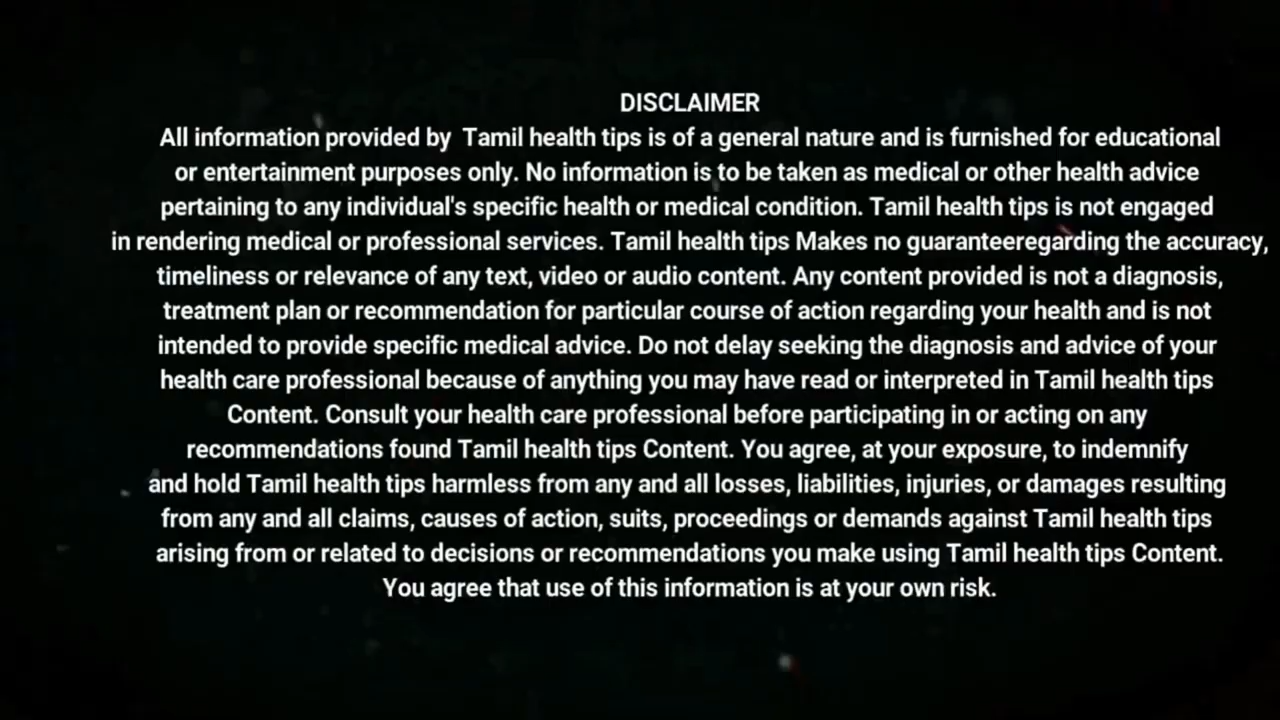 DISCLAIMER
All information provided by  Tamil health tips is of a general nature and is furnished for educational
or entertainment purposes only. No information is to be taken as medical or other health advice
pertaining to any individual's specific health or medical condition. Tamil health tips is not engaged
in rendering medical or professional services. Tamil health tips Makes no guaranteeregarding the accuracy,
timeliness or relevance of any text, video or audio content. Any content provided is not a diagnosis,
treatment plan or recommendation for particular course of action regarding your health and is not
intended to provide specific medical advice. Do not delay seeking the diagnosis and advice of your
health care professional because of anything you may have read or interpreted in Tamil health tips
Content. Consult your health care professional before participating in or acting on any
recommendations found Tamil health tips Content. You agree, at your exposure, to indemnify
and hold Tamil health tips harmless from any and all losses, liabilities, injuries, or damages resulting
from any and all claims, causes of action, suits, proceedings or demands against Tamil health tips
arising from or related to decisions or recommendations you make using Tamil health tips Content.
You agree that use of this information is at your own risk.